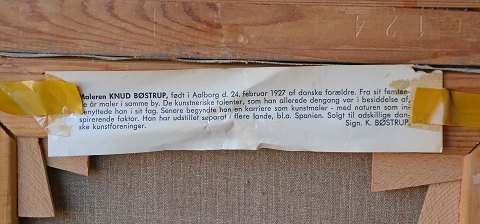 Maleren KNUD BØSTRUP, født i Aalborg d. 24. februar 1927 af danske forældre. Fra sit femten-
de år maler i samme by. De kunstneriske talenter, som han allerede dengang var i besiddelse af,
benyttede han i sit fag. Senere begyndte han en karriere som kunstmaler - med naturen som in-
spirerende faktor. Han har udstillet separat i flere lande, bl.a. Spanien. Solgt til adskillige dan-
ske kunstforeninger. Sign. K. BØSTRUP.